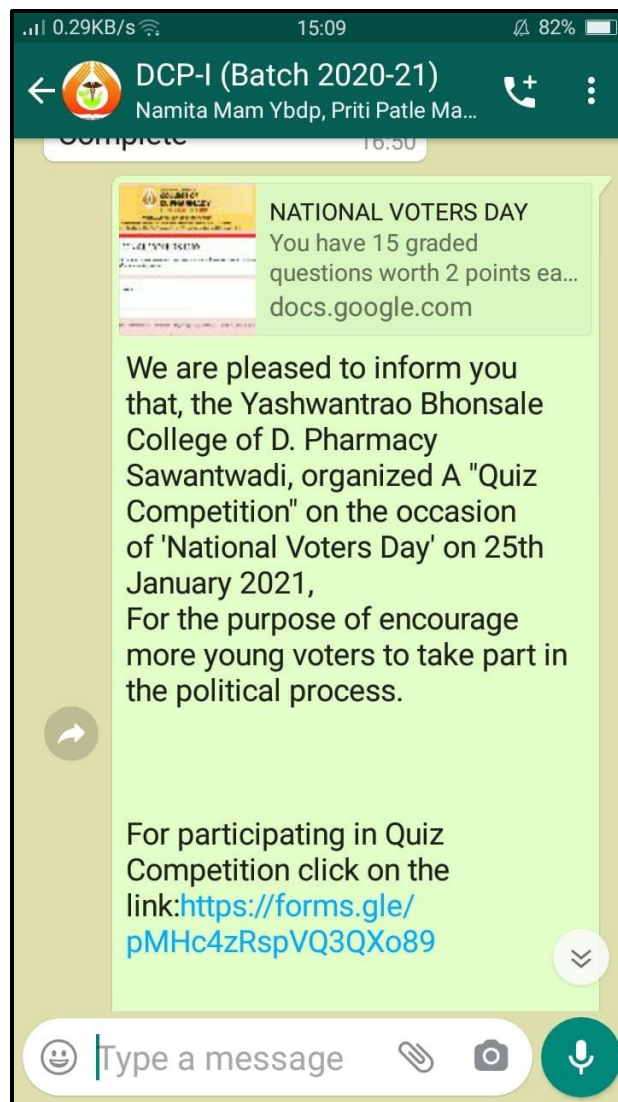 0.29KB/s 15:09 82%
DCP-I (Batch 2020-21)
Namita Mam Ybdp, Priti Patle Ma...
Complete 16:50
COLLEGE OF
D. PHARMACY
NATIONAL VOTERS DAY
You have 15 graded
questions worth 2 points ea...
docs.google.com
We are pleased to inform you
that, the Yashwantrao Bhonsale
College of D. Pharmacy
Sawantwadi, organized A "Quiz
Competition" on the occasion
of 'National Voters Day' on 25th
January 2021,
For the purpose of encourage
more young voters to take part in
the political process.
For participating in Quiz
Competition click on the
link:https://forms.gle/
pMHc4zRspVQ3QXo89
Type a message